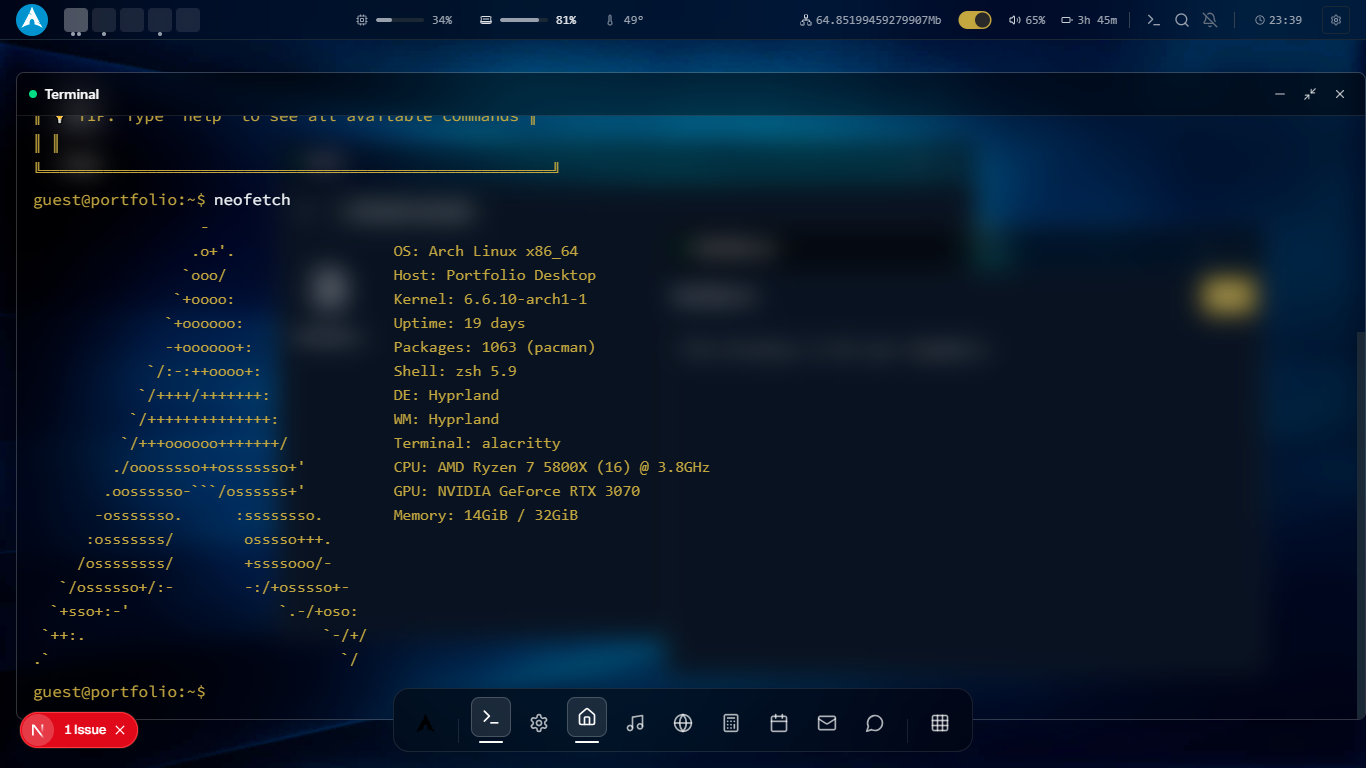 34% 81% 49° 64.85199459279907Mb 65% 3h 45m 23:39
Terminal
TIP: Type help to see all available commands
guest@portfolio:~$ neofetch
-
.o+'.
OS: Arch Linux x86_64
`ooo/
Host: Portfolio Desktop
`+oooo:
Kernel: 6.6.10-arch1-1
`+oooooo:
Uptime: 19 days
-+oooooo+:
Packages: 1063 (pacman)
`/:-:++oooo+:
Shell: zsh 5.9
`/++++/+++++++:
DE: Hyprland
`/++++++++++++++:
WM: Hyprland
`/+++oooooo+++++++/
Terminal: alacritty
./ooosssso++osssssso+'
CPU: AMD Ryzen 7 5800X (16) @ 3.8GHz
.oossssso-```/ossssss+'
GPU: NVIDIA GeForce RTX 3070
-osssssso.      :ssssssso.
Memory: 14GiB / 32GiB
:osssssss/        osssso+++.
/ossssssss/        +ssssooo/-
`/ossssso+/:-        -:/+osssso+-
`+sso+:-'                 `.-/+oso:
`++:.                           `-/+/
.`                                 `/
guest@portfolio:~$
N 1 Issue